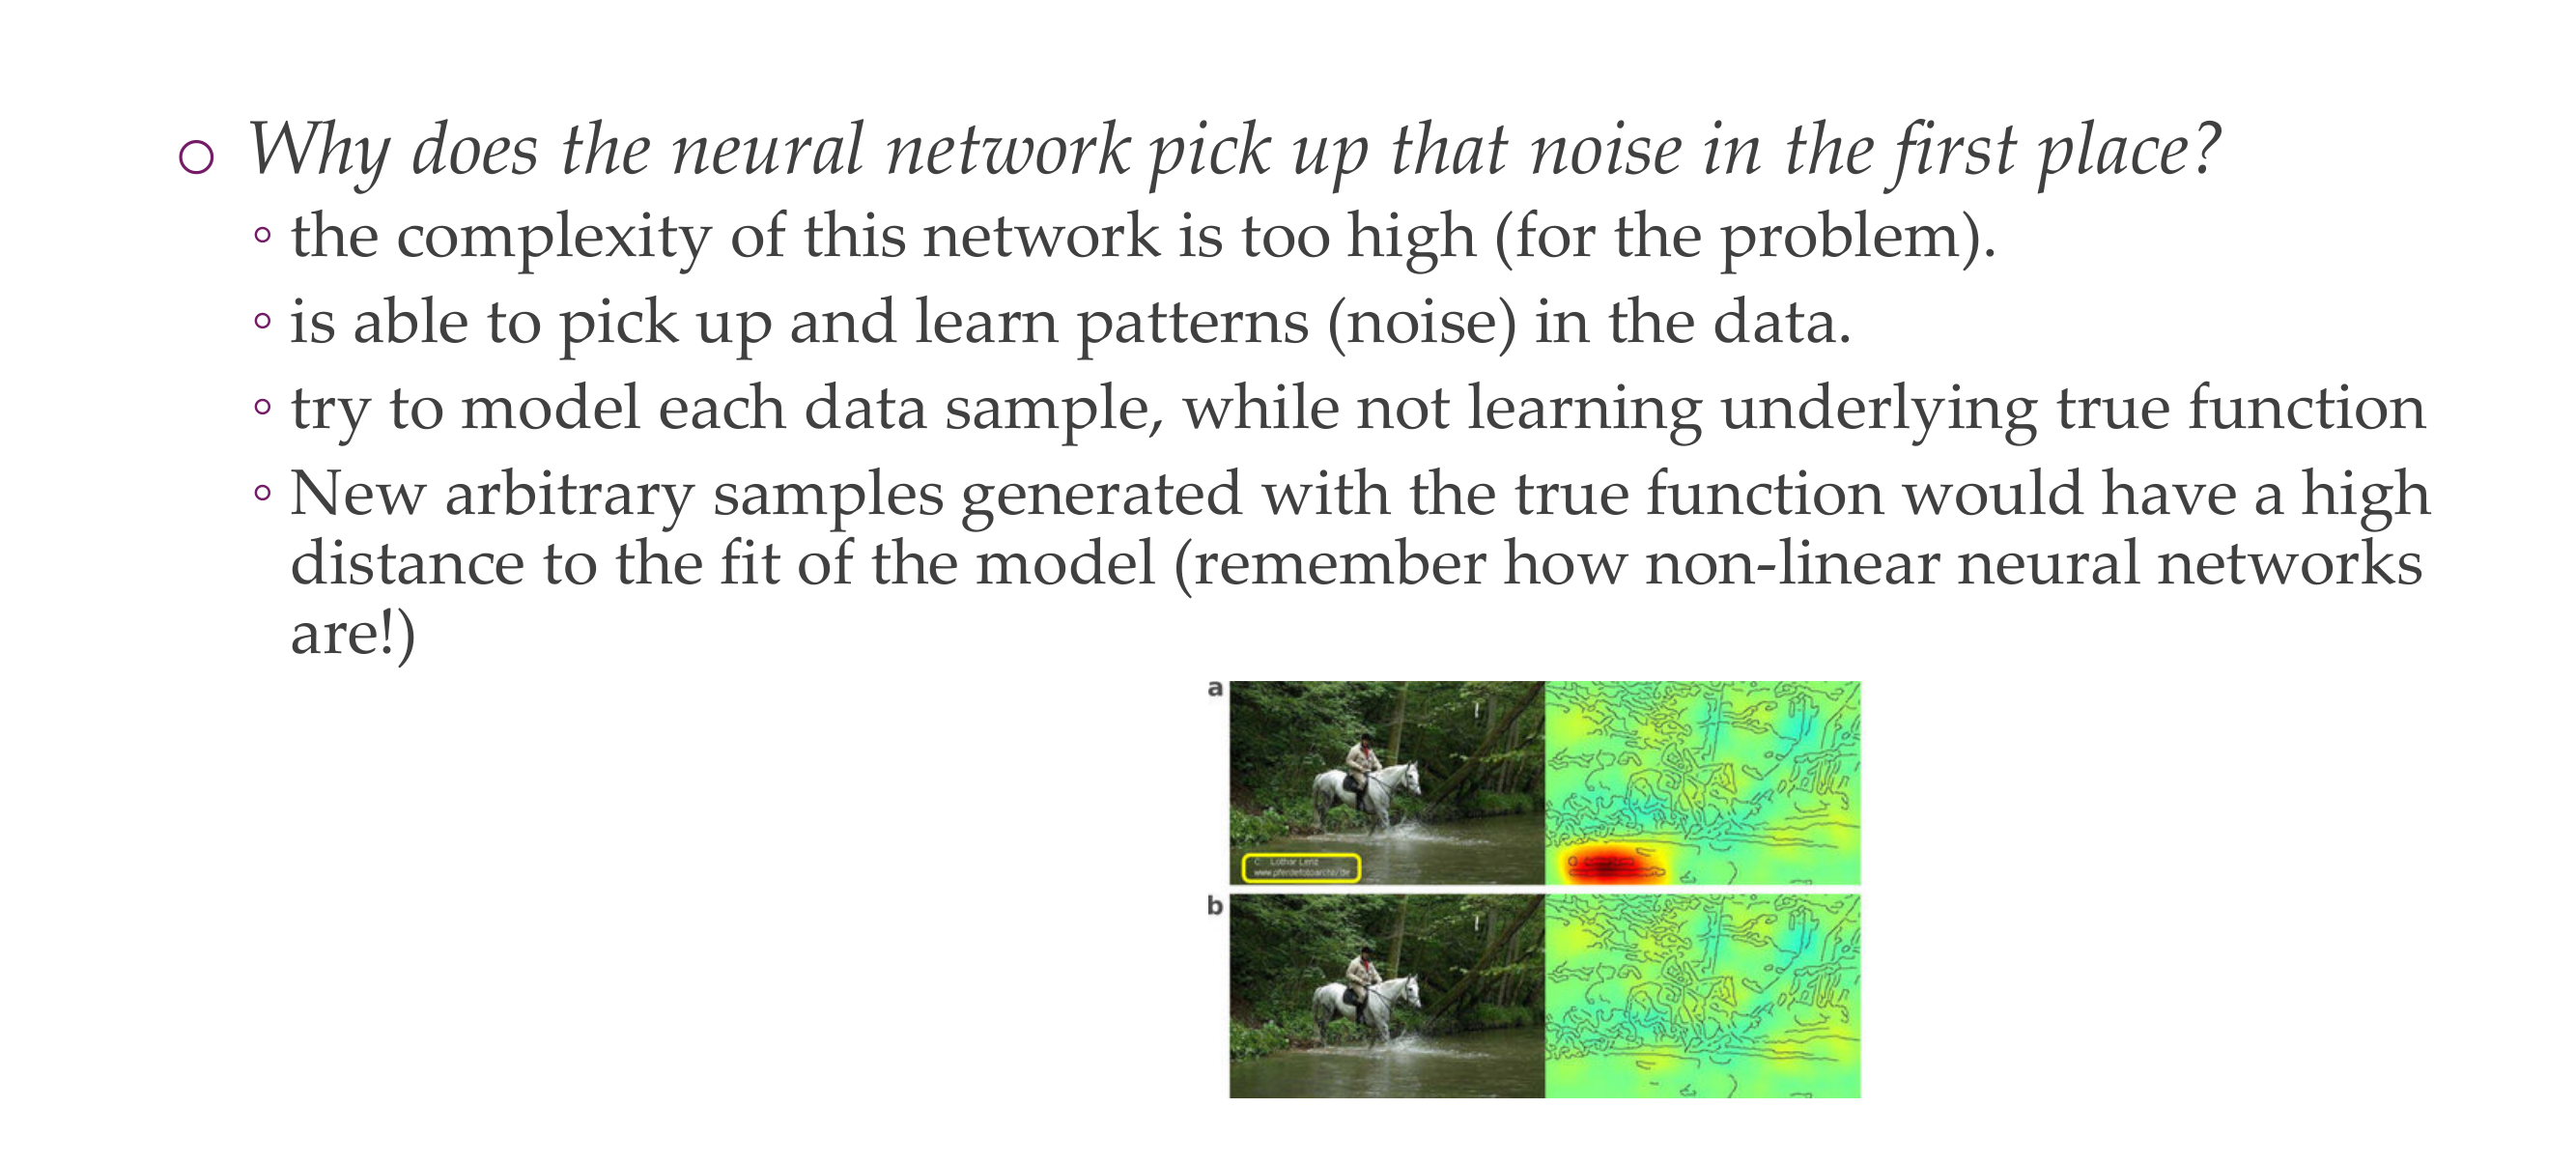 Why does the neural network pick up that noise in the first place?
the complexity of this network is too high (for the problem).
is able to pick up and learn patterns (noise) in the data.
try to model each data sample, while not learning underlying true function
New arbitrary samples generated with the true function would have a high
distance to the fit of the model (remember how non-linear neural networks
are!)
a
C Lothar Lenz
b